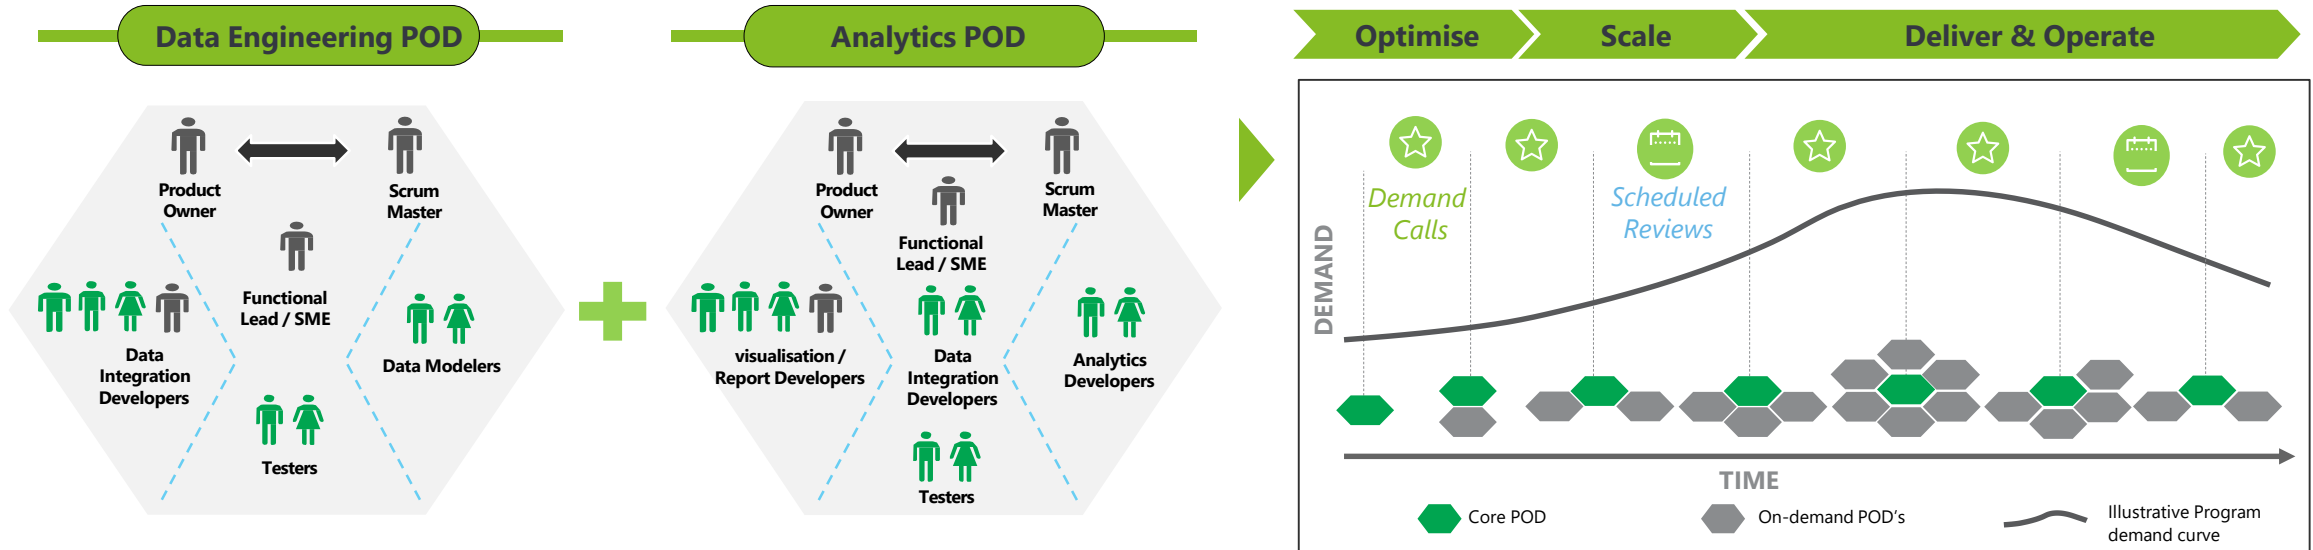 Data Engineering POD
Product
Owner
Scrum
Master
Functional
Lead / SME
Data
Integration
Developers
Data Modelers
Testers
Analytics POD
Product
Owner
Scrum
Master
Functional
Lead / SME
visualisation /
Report Developers
Data
Integration
Developers
Analytics
Developers
Testers
Optimise
Scale
Deliver & Operate
Demand
Calls
Scheduled
Reviews
DEMAND
TIME
Core POD
On-demand POD's
Illustrative Program
demand curve